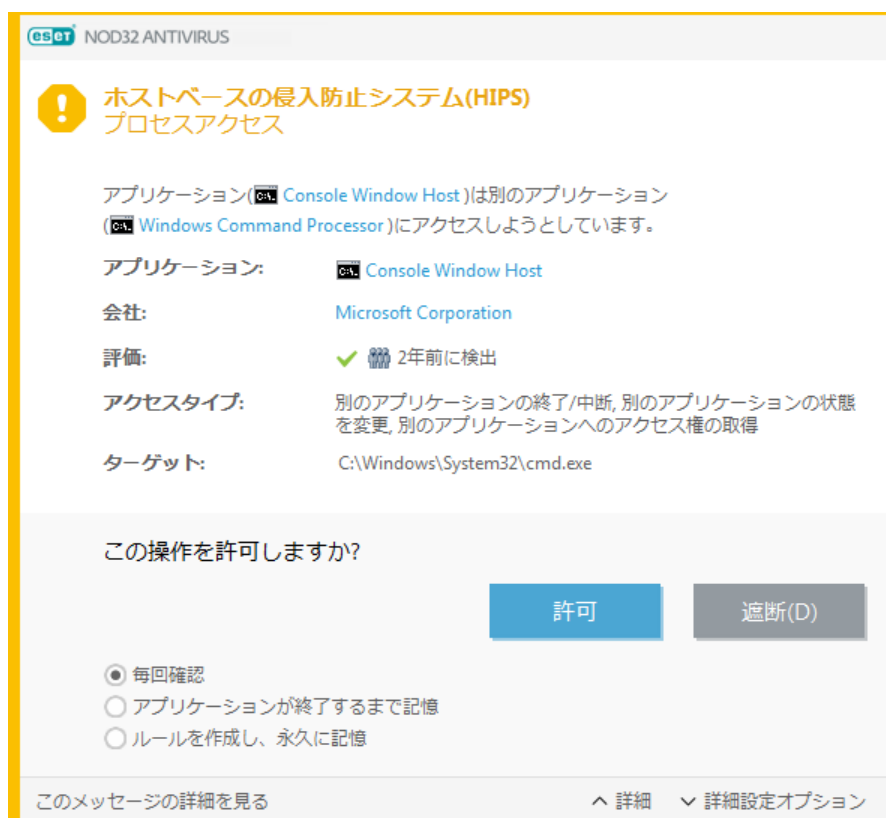 eset NOD32 ANTIVIRUS
ホストベースの侵入防止システム(HIPS)
プロセスアクセス
アプリケーション( Console Window Host )は別のアプリケーション
( Windows Command Processor )にアクセスしようとしています。
アプリケーション: Console Window Host
会社: Microsoft Corporation
評価: 2年前に検出
アクセスタイプ: 別のアプリケーションの終了/中断, 別のアプリケーションの状態
を変更, 別のアプリケーションへのアクセス権の取得
ターゲット: C:\Windows\System32\cmd.exe
この操作を許可しますか?
許可 遮断(D)
毎回確認
アプリケーションが終了するまで記憶
ルールを作成し、永久に記憶
このメッセージの詳細を見る 詳細 詳細設定オプション